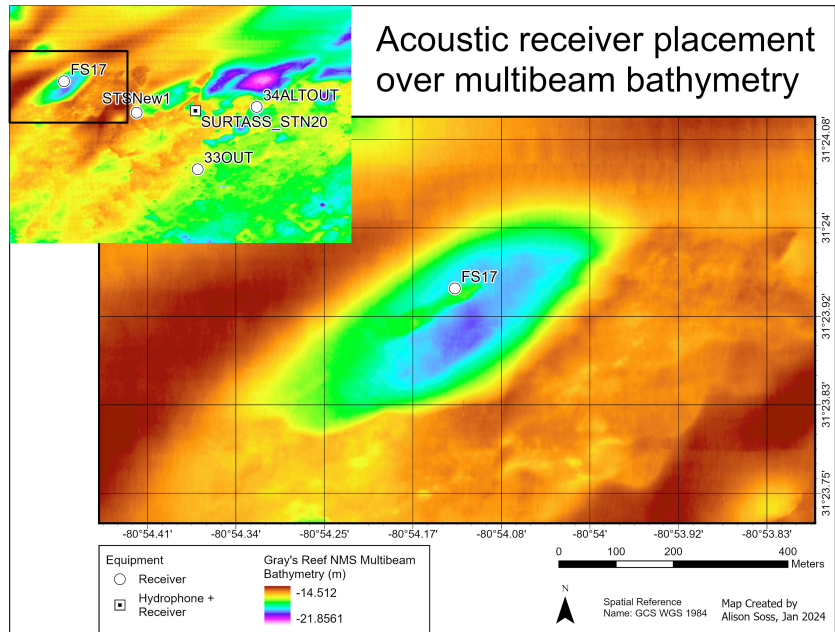 Acoustic receiver placement
over multibeam bathymetry
FS17
STSNew1
34ALTOUT
SURTASS_STN20
33OUT
FS17
31°24.08'
31°24'
31°23.92'
31°23.83'
31°23.75'
-80°54.41'
-80°54.34'
-80°54.25'
-80°54.17'
-80°54.08'
-80°54'
-80°53.92'
-80°53.83'
Equipment
Receiver
Hydrophone +
Receiver
Gray's Reef NMS Multibeam
Bathymetry (m)
-14.512
-21.8561
0 100 200 400
Meters
N
Spatial Reference
Name: GCS WGS 1984
Map Created by
Alison Soss, Jan 2024